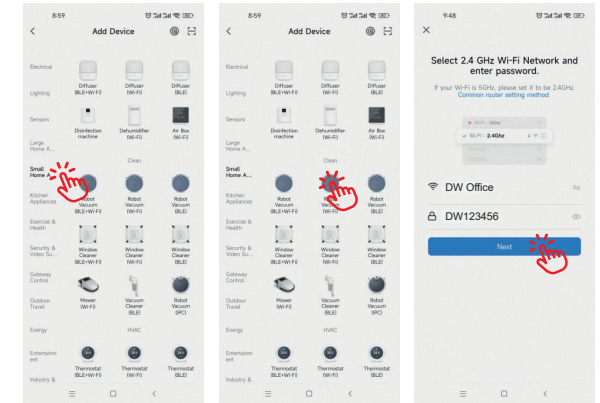 8:59
Add Device
Electrical
Lighting
Sensors
Large
Home A...
Small
Home A...
Kitchen
Appliances
Exercise &
Health
Security &
Video Su...
Gateway
Control
Outdoor
Travel
Energy
Entertainm
ent
Industry &
Diffuser
(BLE+Wi-Fi)
Diffuser
(Wi-Fi)
Diffuser
(BLE)
Disinfection
machine
Dehumidifier
(Wi-Fi)
Air Box
(Wi-Fi)
Clean
Robot
Vacuum
(BLE+Wi-Fi)
Robot
Vacuum
(Wi-Fi)
Robot
Vacuum
(BLE)
Window
Cleaner
(BLE+Wi-Fi)
Window
Cleaner
(Wi-Fi)
Window
Cleaner
(BLE)
Mower
(Wi-Fi)
Vacuum
Cleaner
(BLE)
Robot
Vacuum
(IPC)
HVAC
Thermostat
(BLE+Wi-Fi)
Thermostat
(Wi-Fi)
Thermostat
(BLE)
8:59
Add Device
Electrical
Lighting
Sensors
Large
Home A...
Small
Home A...
Kitchen
Appliances
Exercise &
Health
Security &
Video Su...
Gateway
Control
Outdoor
Travel
Energy
Entertainm
ent
Industry &
Diffuser
(BLE+Wi-Fi)
Diffuser
(Wi-Fi)
Diffuser
(BLE)
Disinfection
machine
Dehumidifier
(Wi-Fi)
Air Box
(Wi-Fi)
Clean
Robot
Vacuum
(BLE+Wi-Fi)
Robot
Vacuum
(Wi-Fi)
Robot
Vacuum
(BLE)
Window
Cleaner
(BLE+Wi-Fi)
Window
Cleaner
(Wi-Fi)
Window
Cleaner
(BLE)
Mower
(Wi-Fi)
Vacuum
Cleaner
(BLE)
Robot
Vacuum
(IPC)
HVAC
Thermostat
(BLE+Wi-Fi)
Thermostat
(Wi-Fi)
Thermostat
(BLE)
9:48
Select 2.4 GHz Wi-Fi Network and
enter password.
If your Wi-Fi is 5GHz, please set it to be 2.4GHz.
Common router setting method
Wi-Fi - 5Ghz
Wi-Fi - 2.4Ghz
DW Office
DW123456
Next